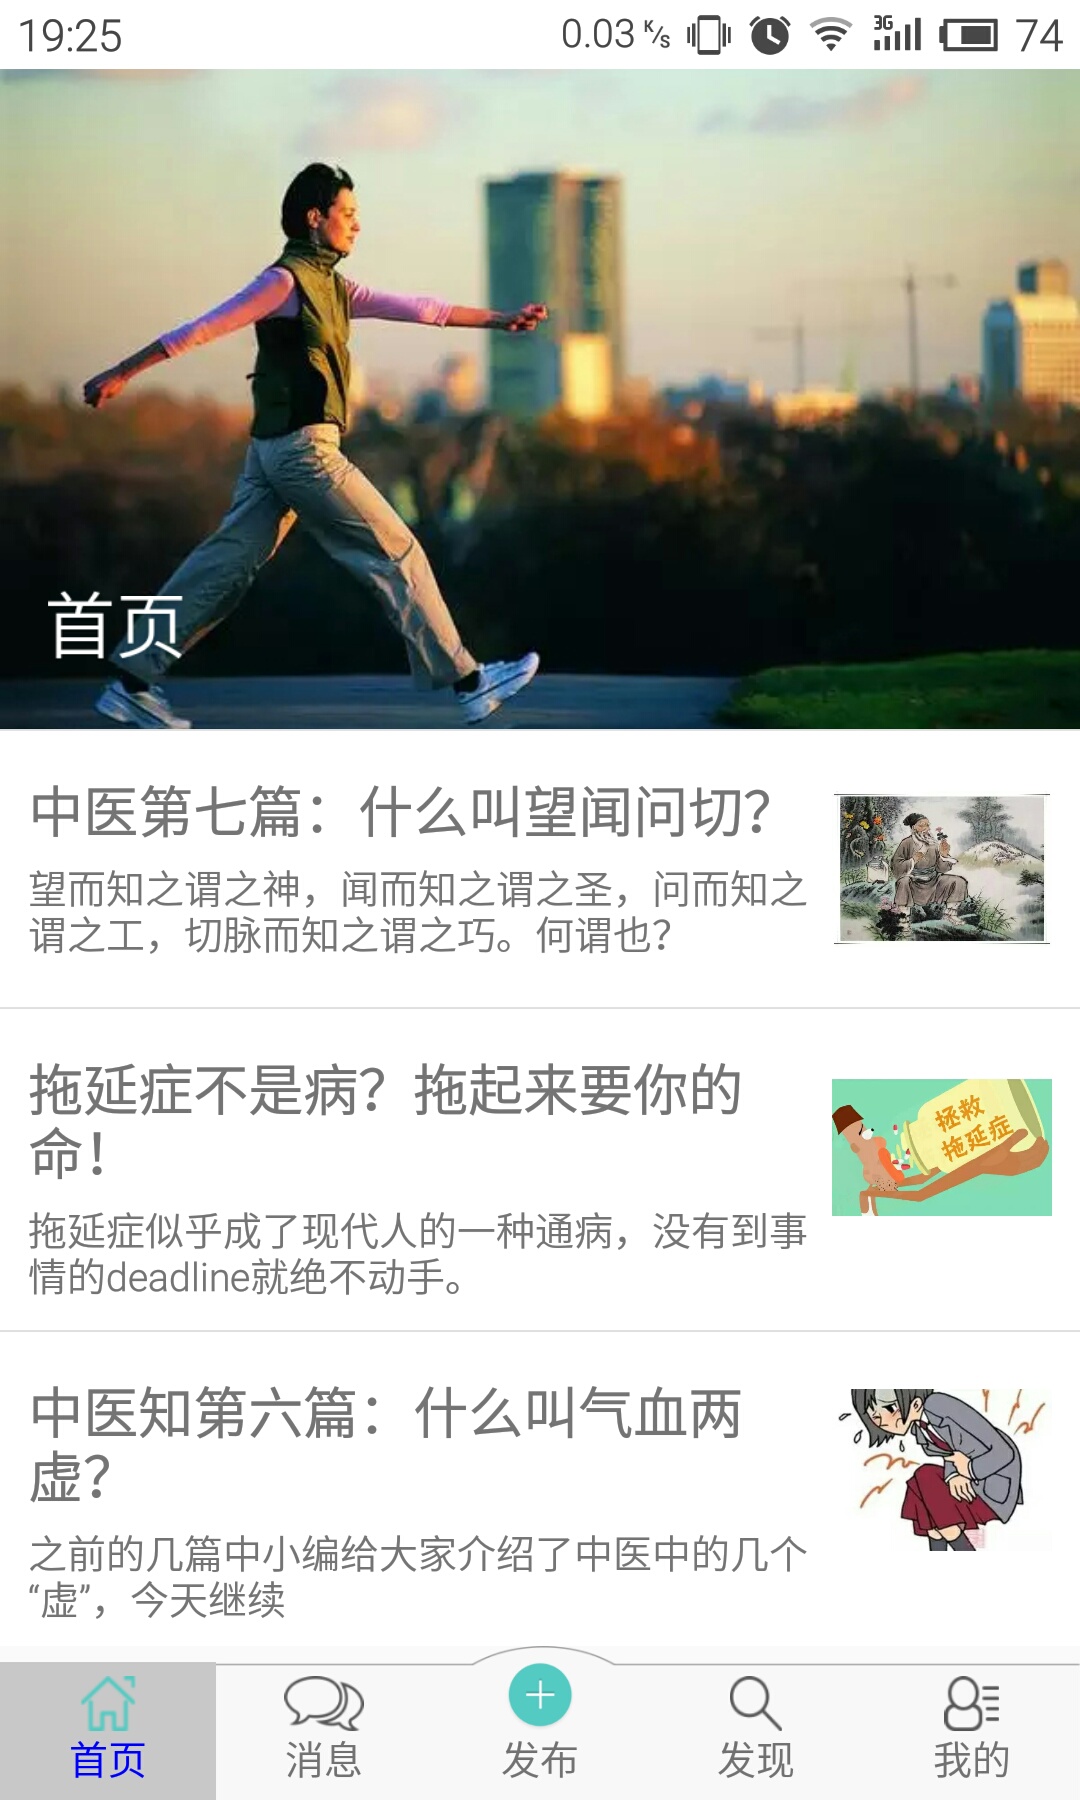 19:25
0.03 K/s 3G 74
首页
中医第七篇：什么叫望闻问切？
望而知之谓之神，闻而知之谓之圣，问而知之
谓之工，切脉而知之谓之巧。何谓也？
拖延症不是病？拖起来要你的
命！
拯救
拖延症
拖延症似乎成了现代人的一种通病，没有到事
情的deadline就绝不动手。
中医知第六篇：什么叫气血两
虚？
之前的几篇中小编给大家介绍了中医中的几个
“虚”，今天继续
首页 消息 发布 发现 我的